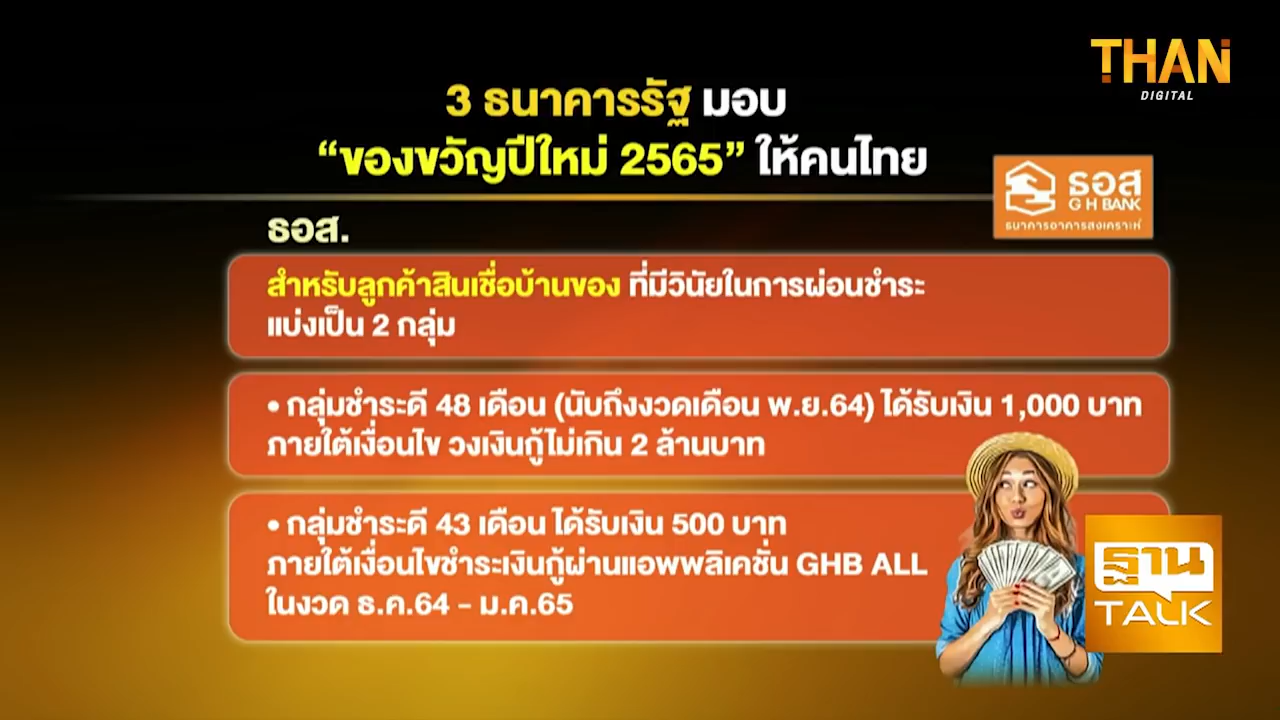 THAN
DIGITAL
3 ธนาคารรัฐ มอบ
“ของขวัญปีใหม่ 2565” ให้คนไทย
ธอส
G H BANK
ธนาคารอาคารสงเคราะห์
ธอส.
สำหรับลูกค้าสินเชื่อบ้านของ ที่มีวินัยในการผ่อนชำระ
แบ่งเป็น 2 กลุ่ม
• กลุ่มชำระดี 48 เดือน (นับถึงงวดเดือน พ.ย.64) ได้รับเงิน 1,000 บาท
ภายใต้เงื่อนไข วงเงินกู้ไม่เกิน 2 ล้านบาท
• กลุ่มชำระดี 43 เดือน ได้รับเงิน 500 บาท
ภายใต้เงื่อนไขชำระเงินกู้ผ่านแอพพลิเคชั่น GHB ALL
ในงวด ธ.ค.64 - ม.ค.65
ฐาน
TALK